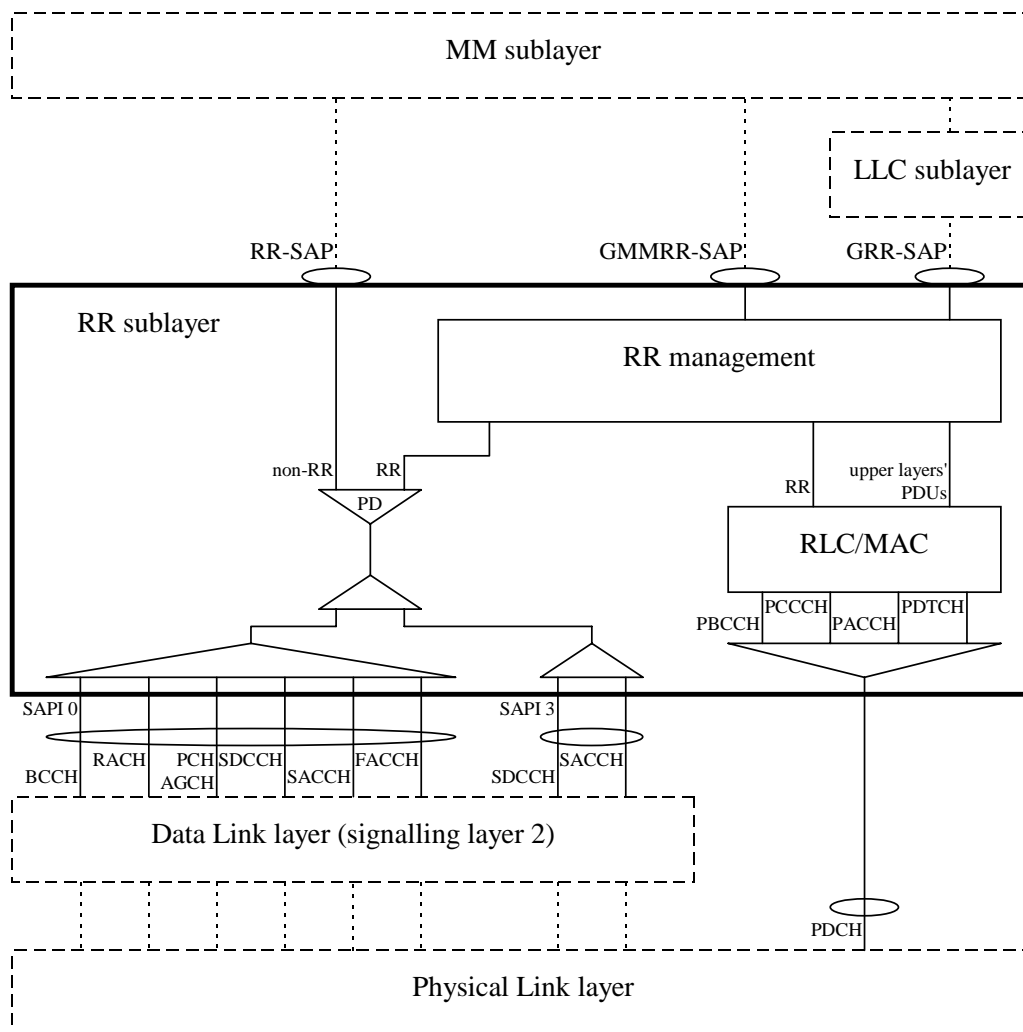 MM sublayer
LLC sublayer
RR-SAP
GMMRR-SAP
GRR-SAP
RR sublayer
RR management
non-RR
RR
PD
RR
upper layers'
PDUs
RLC/MAC
PBCCH
PCCCH
PACCH
PDTCH
SAPI 0
SAPI 3
BCCH
RACH
PCH
AGCH
SDCCH
SACCH
FACCH
SDCCH
SACCH
Data Link layer (signalling layer 2)
PDCH
Physical Link layer